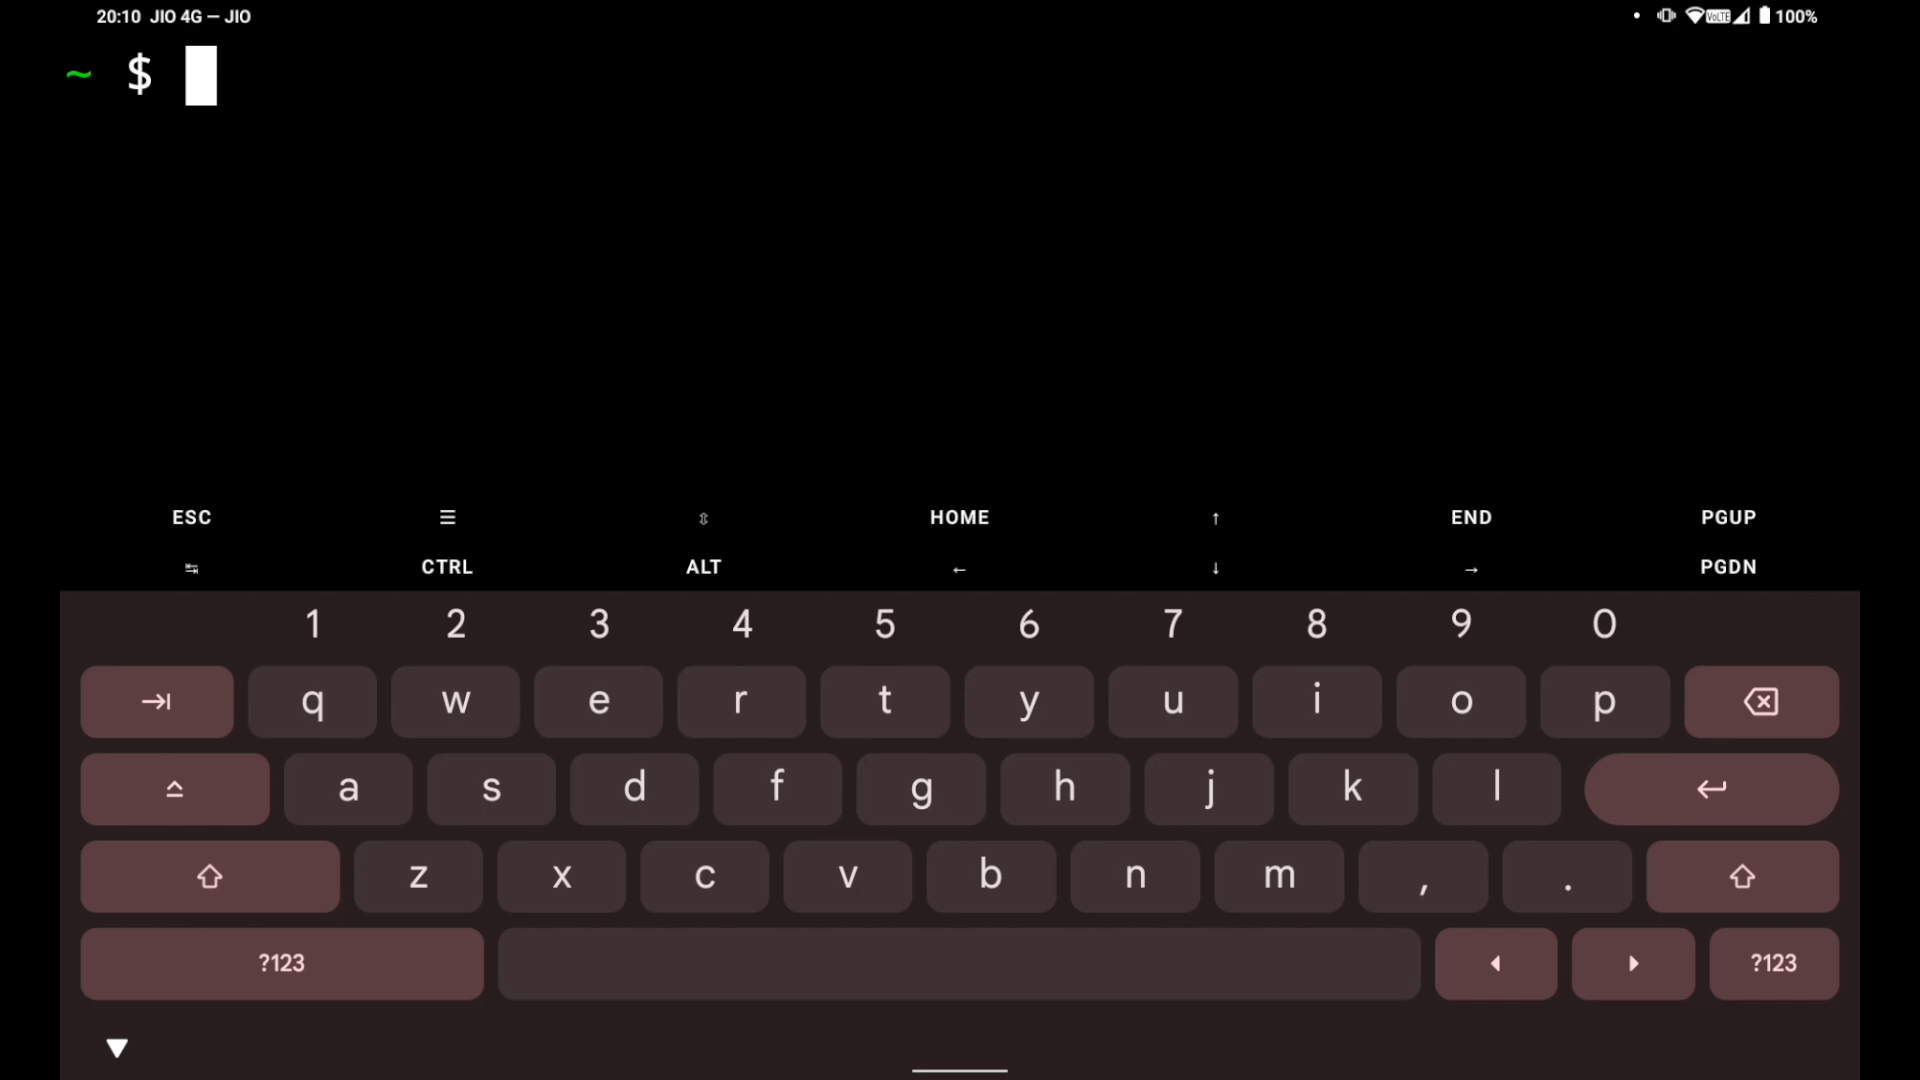 20:10 JIO 4G — JIO VoLTE 100%
~ $
ESC ☰ ⇳ HOME ↑ END PGUP
↹ CTRL ALT ← ↓ → PGDN
1 2 3 4 5 6 7 8 9 0
q w e r t y u i o p
a s d f g h j k l
z x c v b n m , .
?123 ?123